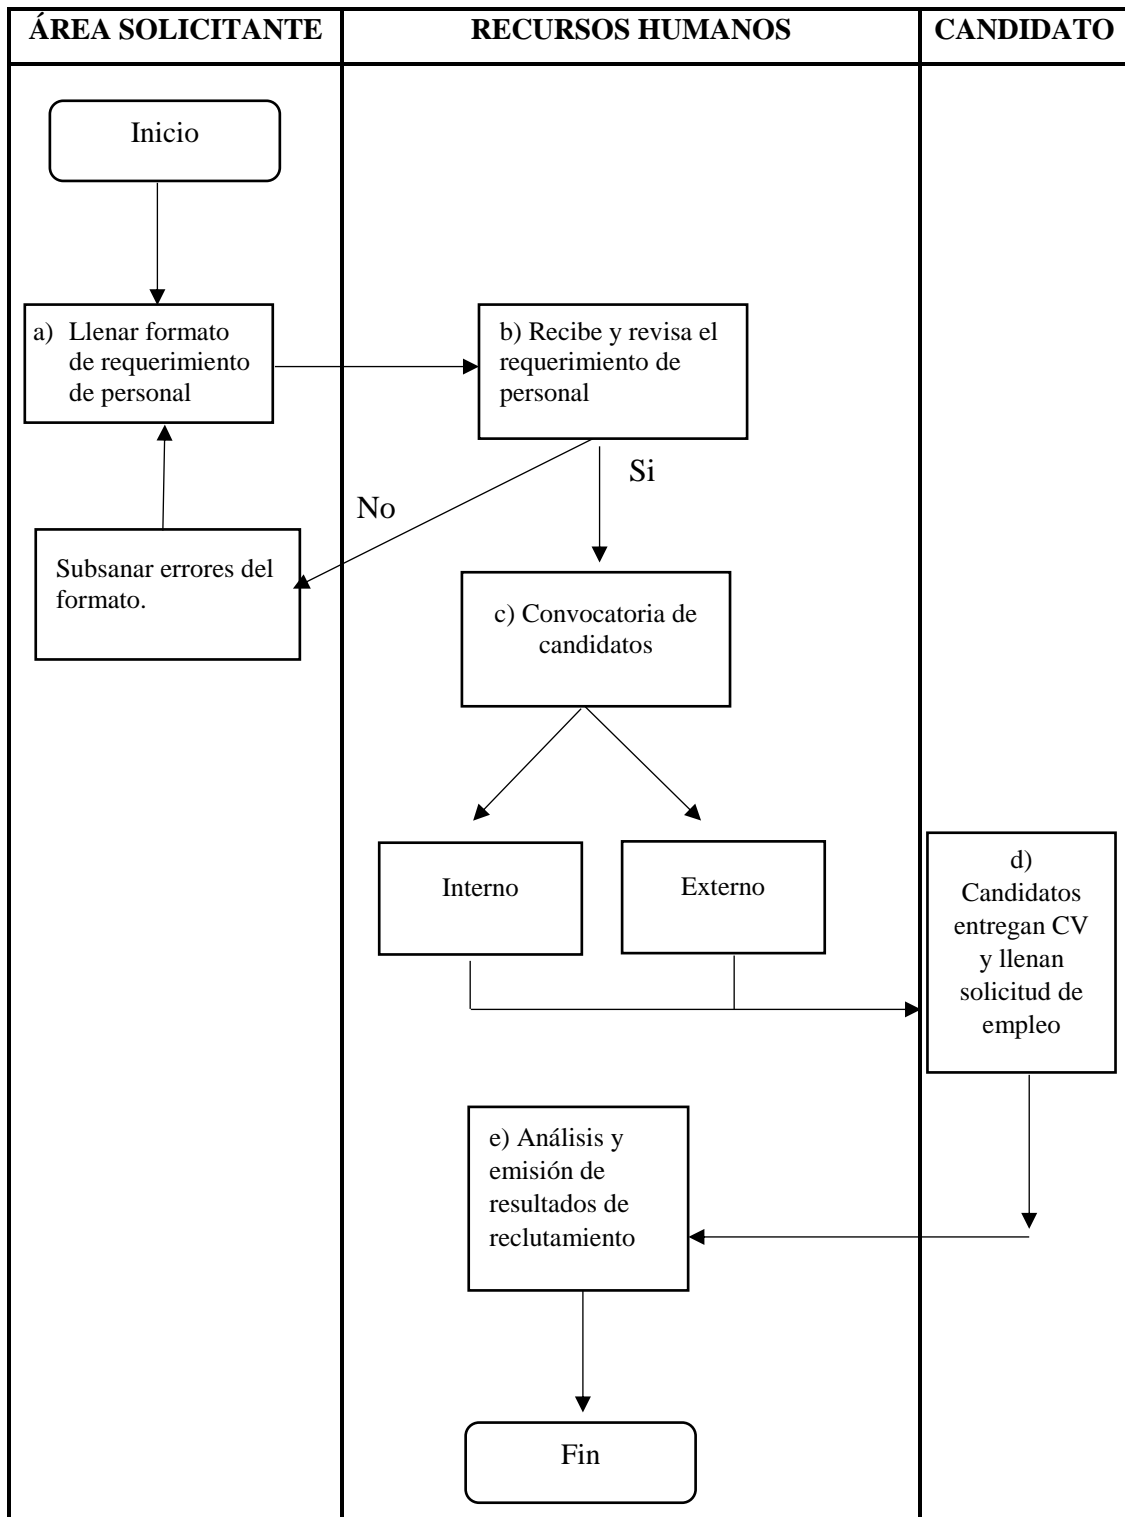 ÁREA SOLICITANTE
RECURSOS HUMANOS
CANDIDATO
Inicio
a) Llenar formato
de requerimiento
de personal
b) Recibe y revisa el
requerimiento de
personal
Si
No
Subsanar errores del
formato.
c) Convocatoria de
candidatos
Interno
Externo
d)
Candidatos
entregan CV
y llenan
solicitud de
empleo
e) Análisis y
emisión de
resultados de
reclutamiento
Fin